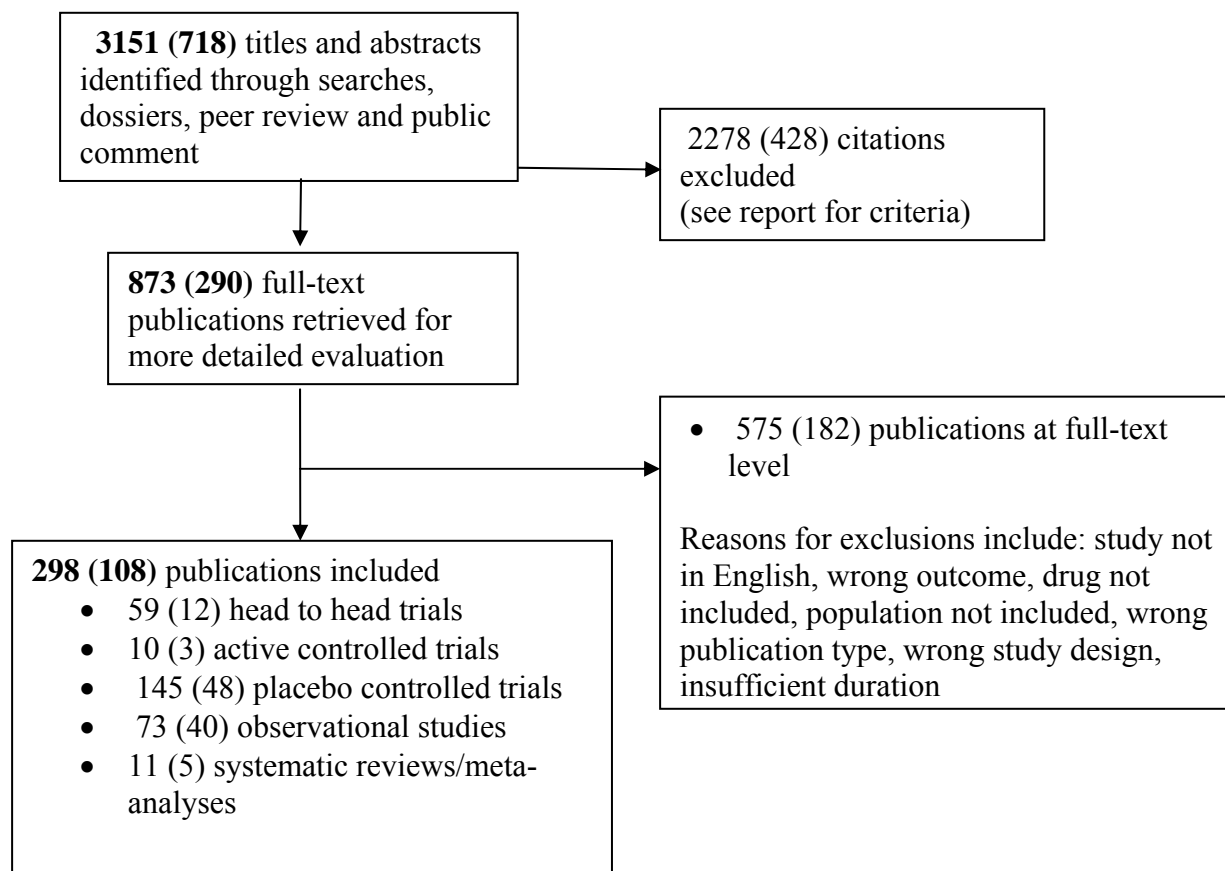 3151 (718) titles and abstracts
identified through searches,
dossiers, peer review and public
comment
2278 (428) citations
excluded
(see report for criteria)
873 (290) full-text
publications retrieved for
more detailed evaluation
• 575 (182) publications at full-text
level
Reasons for exclusions include: study not
in English, wrong outcome, drug not
included, population not included, wrong
publication type, wrong study design,
insufficient duration
298 (108) publications included
• 59 (12) head to head trials
• 10 (3) active controlled trials
• 145 (48) placebo controlled trials
• 73 (40) observational studies
• 11 (5) systematic reviews/meta-
analyses